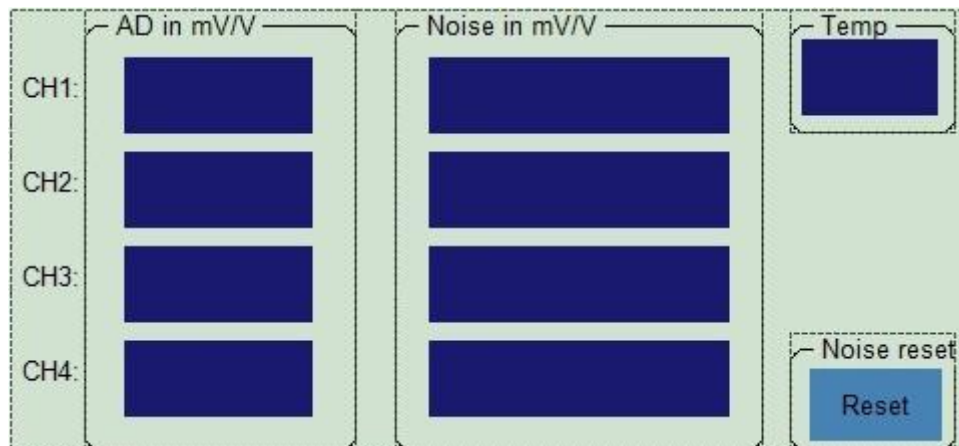 AD in mV/V Noise in mV/V Temp
CH1:
CH2:
CH3:
CH4:
Noise reset
Reset